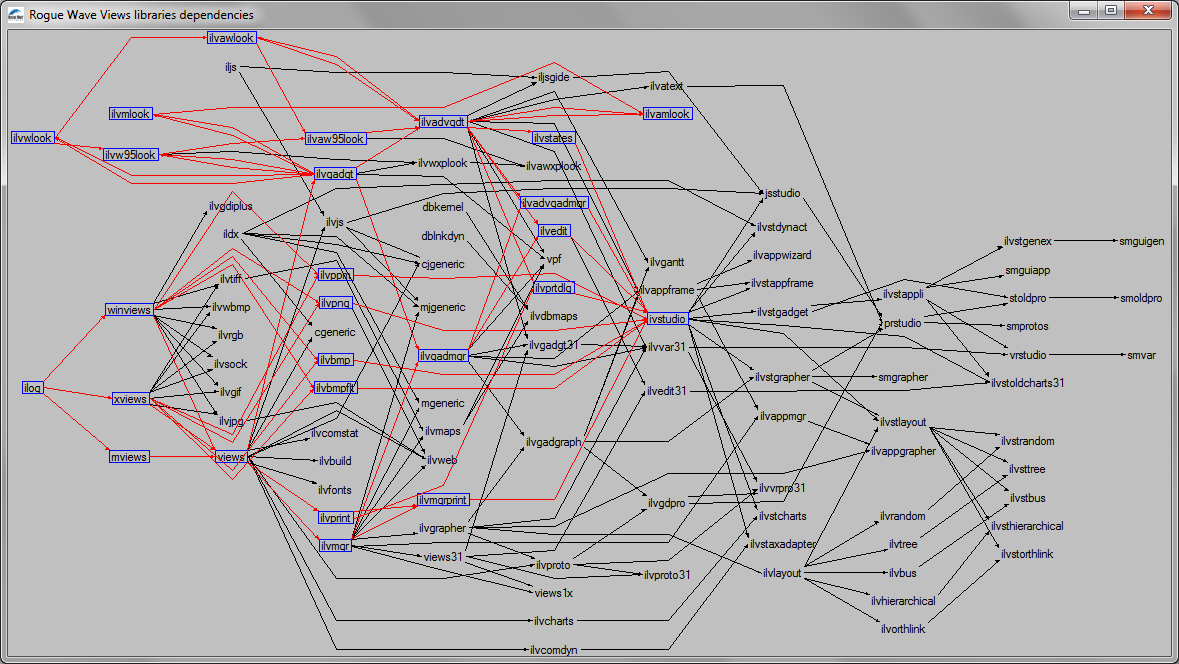 Rogue Wave Views libraries dependencies
ilvawlook
iljs
iljsgide
ilvatext
ilvmlook
ilvadvgdt
ilvamlook
ilvwlook
ilvaw95look
ilvstates
ilvw95look
ilvwxplook
ilvawxplook
ilvgadgt
jsstudio
ilvgdiplus
dbkernel
ilvadvgadmgr
ilvjs
ilvstdynact
ildx
dblnkdyn
ilvedit
ilvstgenex
smguigen
cjgeneric
vpf
ilvgantt
ilvappwizard
ilvtiff
ilvppm
smguiapp
ilvprtdlg
ilvappframe
ilvstappframe
ilvpng
ilvstappli
stoldpro
smoldpro
winviews
ilvwbmp
mjgeneric
ilvdbmaps
ilvstgadget
ivstudio
prstudio
smprotos
ilvrgb
cgeneric
ilvgadgt31
ilvvar31
ilvgadmgr
vrstudio
smvar
ilvsock
ilvbmp
ilvstgrapher
smgrapher
ilvstoldcharts31
ilog
ilvgif
ilvbmpflt
ilvedit31
xviews
mgeneric
ilvappmgr
ilvjpg
ilvstlayout
ilvcomstat
ilvmaps
ilvgadgraph
ilvstrandom
mviews
views
ilvbuild
ilvweb
ilvappgrapher
ilvsttree
ilvfonts
ilvvrpro31
ilvmgrprint
ilvgdpro
ilvstbus
ilvprint
ilvstcharts
ilvrandom
ilvgrapher
ilvsthierarchical
ilvmgr
ilvstaxadapter
ilvtree
views31
ilvstorthlink
ilvproto
ilvproto31
ilvlayout
ilvbus
views1x
ilvhierarchical
ilvcharts
ilvorthlink
ilvcomdyn